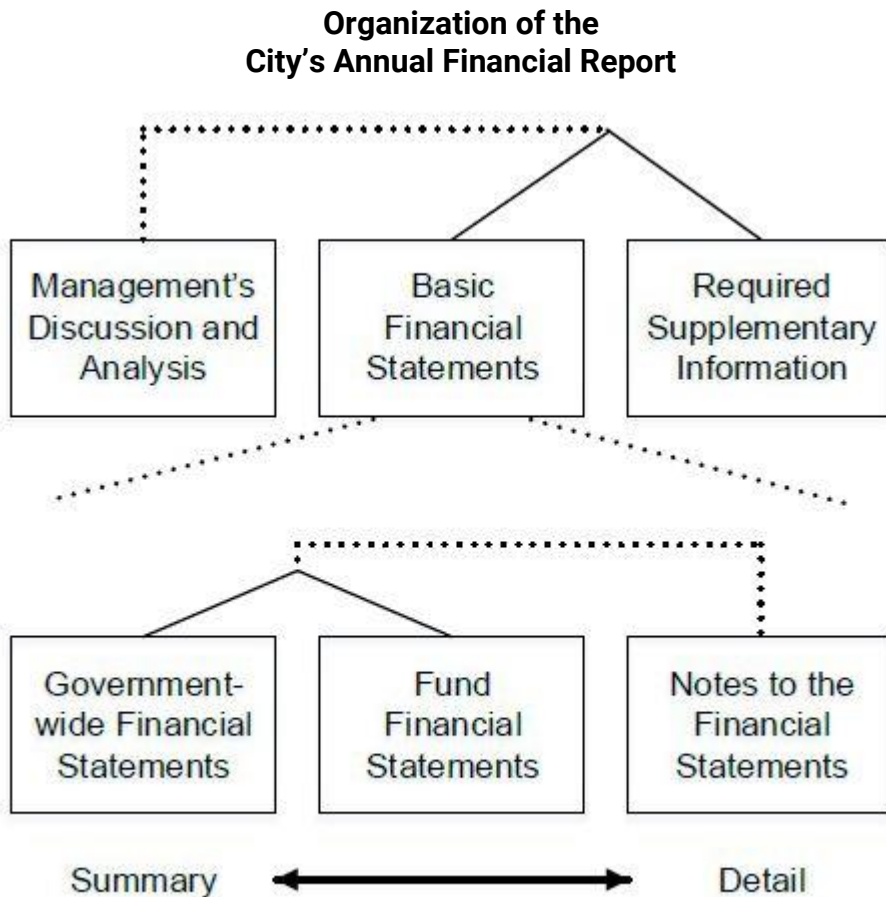 Organization of the
City’s Annual Financial Report
Management's
Discussion and
Analysis
Basic
Financial
Statements
Required
Supplementary
Information
Government-
wide Financial
Statements
Fund
Financial
Statements
Notes to the
Financial
Statements
Summary
Detail